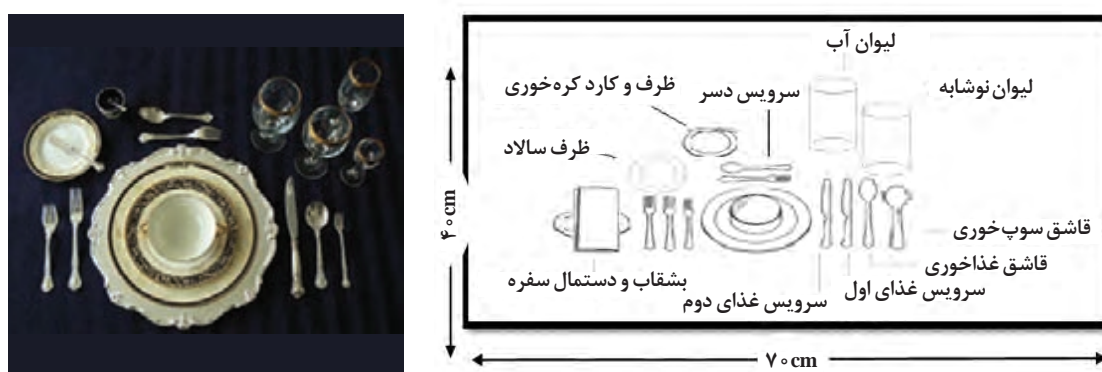 لیوان آب
لیوان نوشابه
ظرف و کارد کره‌خوری
سرویس دسر
ظرف سالاد
قاشق سوپ‌خوری
قاشق غذاخوری
سرویس غذای اول
سرویس غذای دوم
بشقاب و دستمال سفره
۴۰cm
۷۰cm